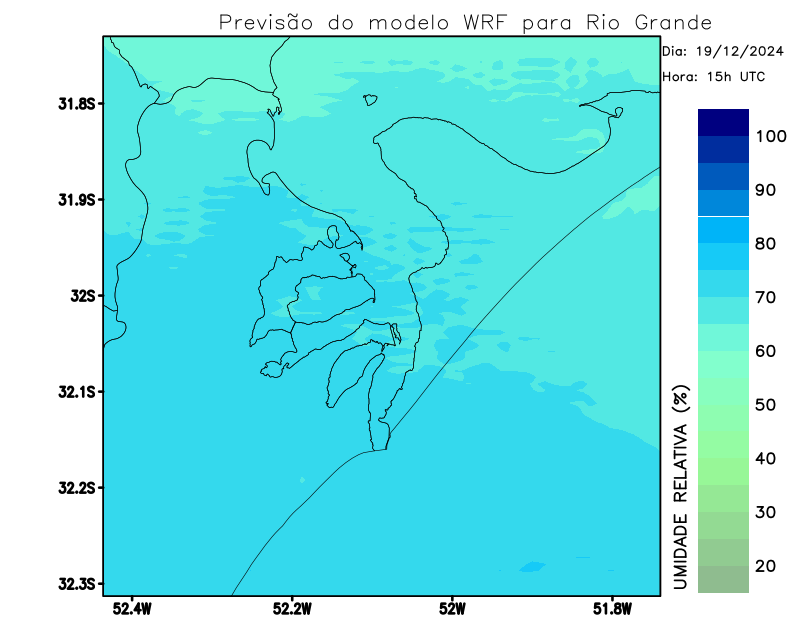 Previsão do modelo WRF para Rio Grande
Dia: 19/12/2024
Hora: 15h UTC
31.8S
31.9S
32S
32.1S
32.2S
32.3S
52.4W
52.2W
52W
51.8W
100
90
80
70
60
50
40
30
20
UMIDADE RELATIVA (%)